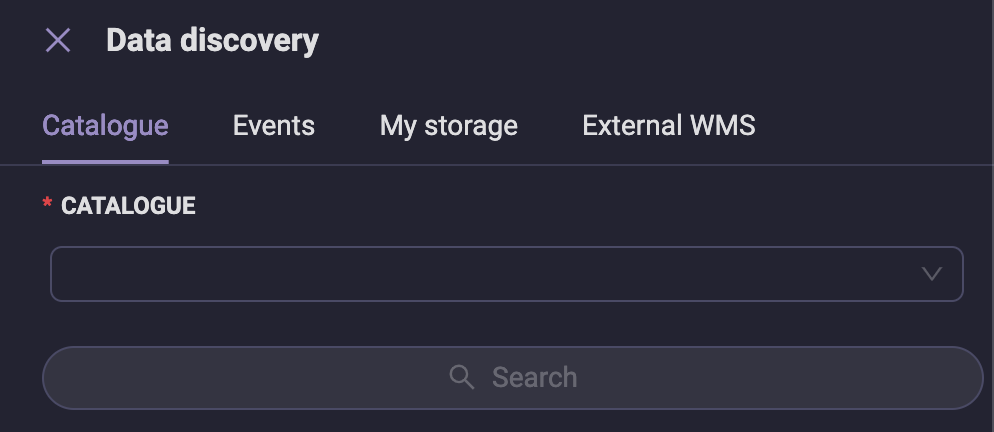 Data discovery
Catalogue Events My storage External WMS
* CATALOGUE
Search